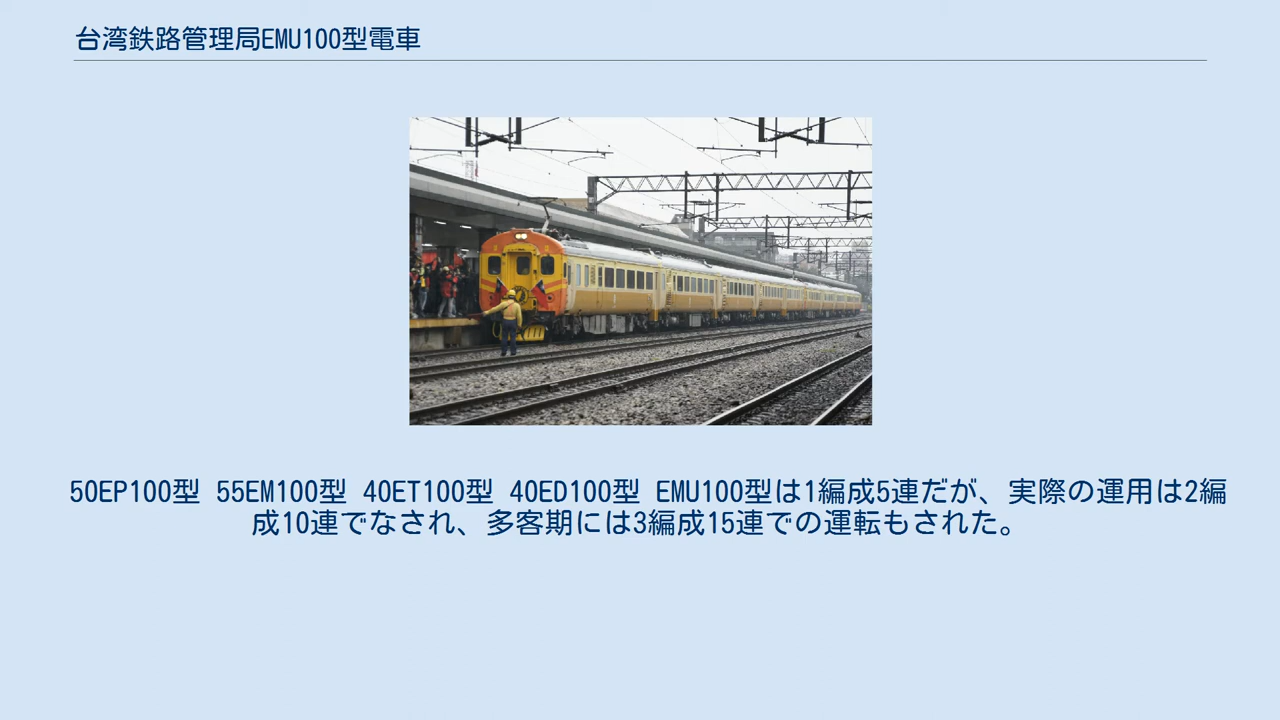 台湾鉄路管理局EMU100型電車
50EP100型 55EM100型 40ET100型 40ED100型 EMU100型は1編成5連だが、実際の運用は2編
成10連でなされ、多客期には3編成15連での運転もされた。